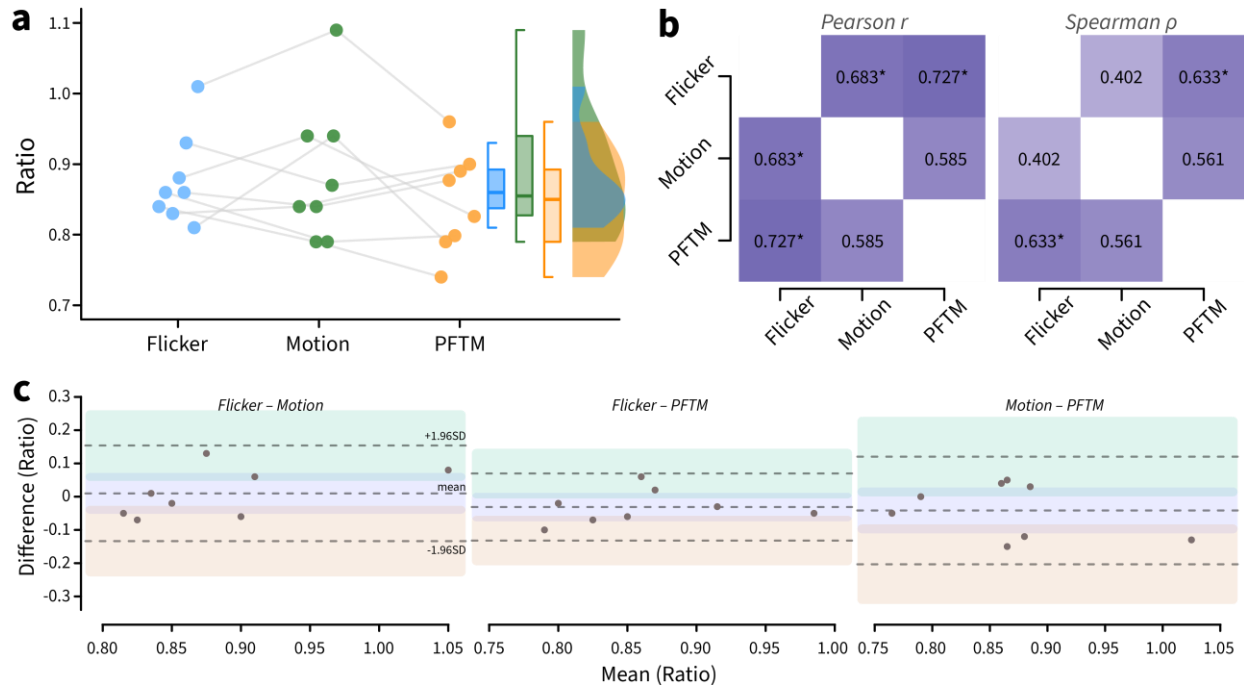 a
Ratio
1.1
1.0
0.9
0.8
0.7
Flicker Motion PFTM
b
Pearson r Spearman ρ
Flicker
Motion
PFTM
0.683* 0.727* 0.402 0.633*
0.683* 0.585 0.402 0.561
0.727* 0.585 0.633* 0.561
Flicker Motion PFTM Flicker Motion PFTM
c
Difference (Ratio)
0.3
0.2
0.1
0
-0.1
-0.2
-0.3
Flicker – Motion Flicker – PFTM Motion – PFTM
+1.96SD
mean
-1.96SD
0.80 0.85 0.90 0.95 1.00 1.05 0.75 0.80 0.85 0.90 0.95 1.00 0.75 0.80 0.85 0.90 0.95 1.00 1.05
Mean (Ratio)